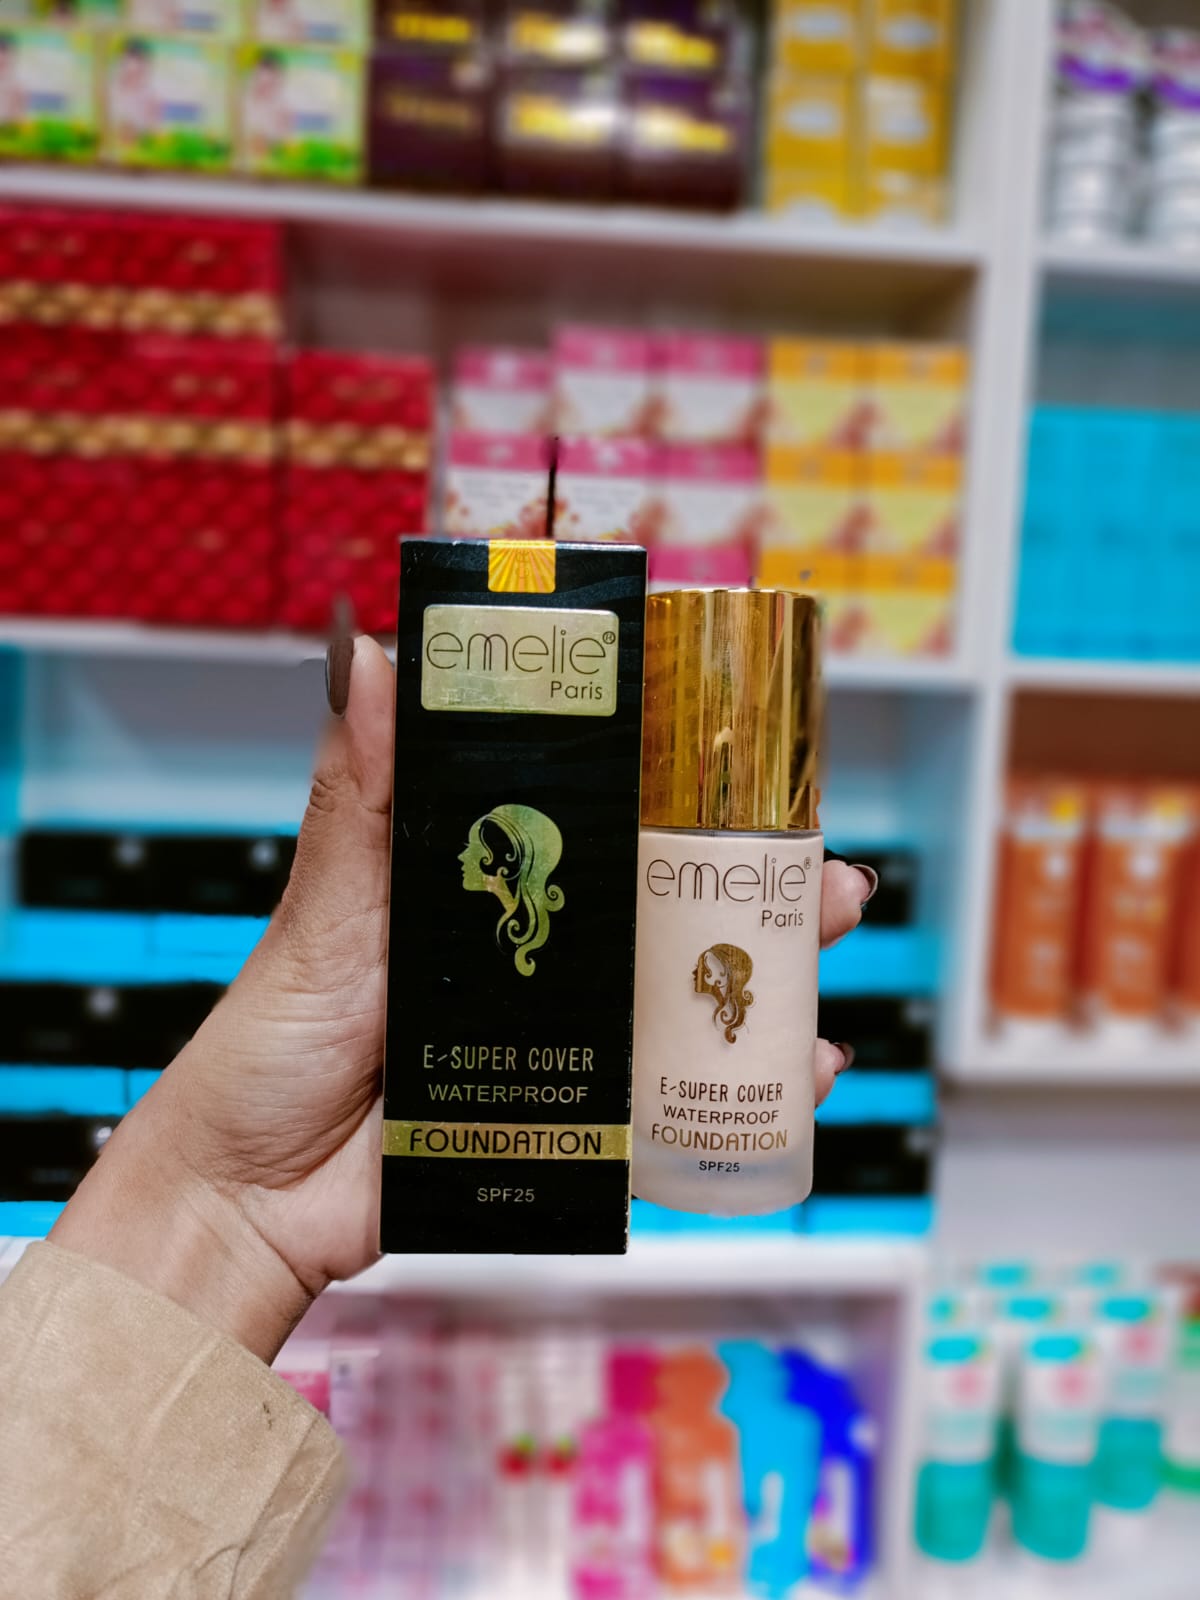 emelie®
Paris
E-SUPER COVER
WATERPROOF
FOUNDATION
SPF25
emelie®
Paris
E-SUPER COVER
WATERPROOF
FOUNDATION
SPF25